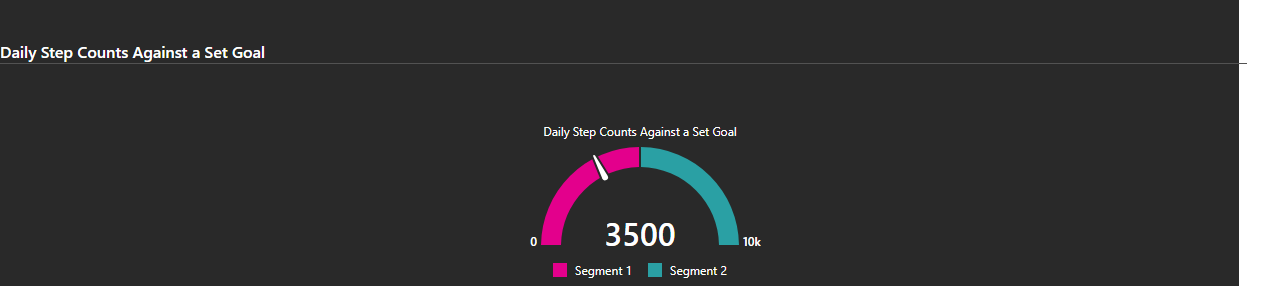 Daily Step Counts Against a Set Goal
Daily Step Counts Against a Set Goal
3500
0
10k
Segment 1
Segment 2